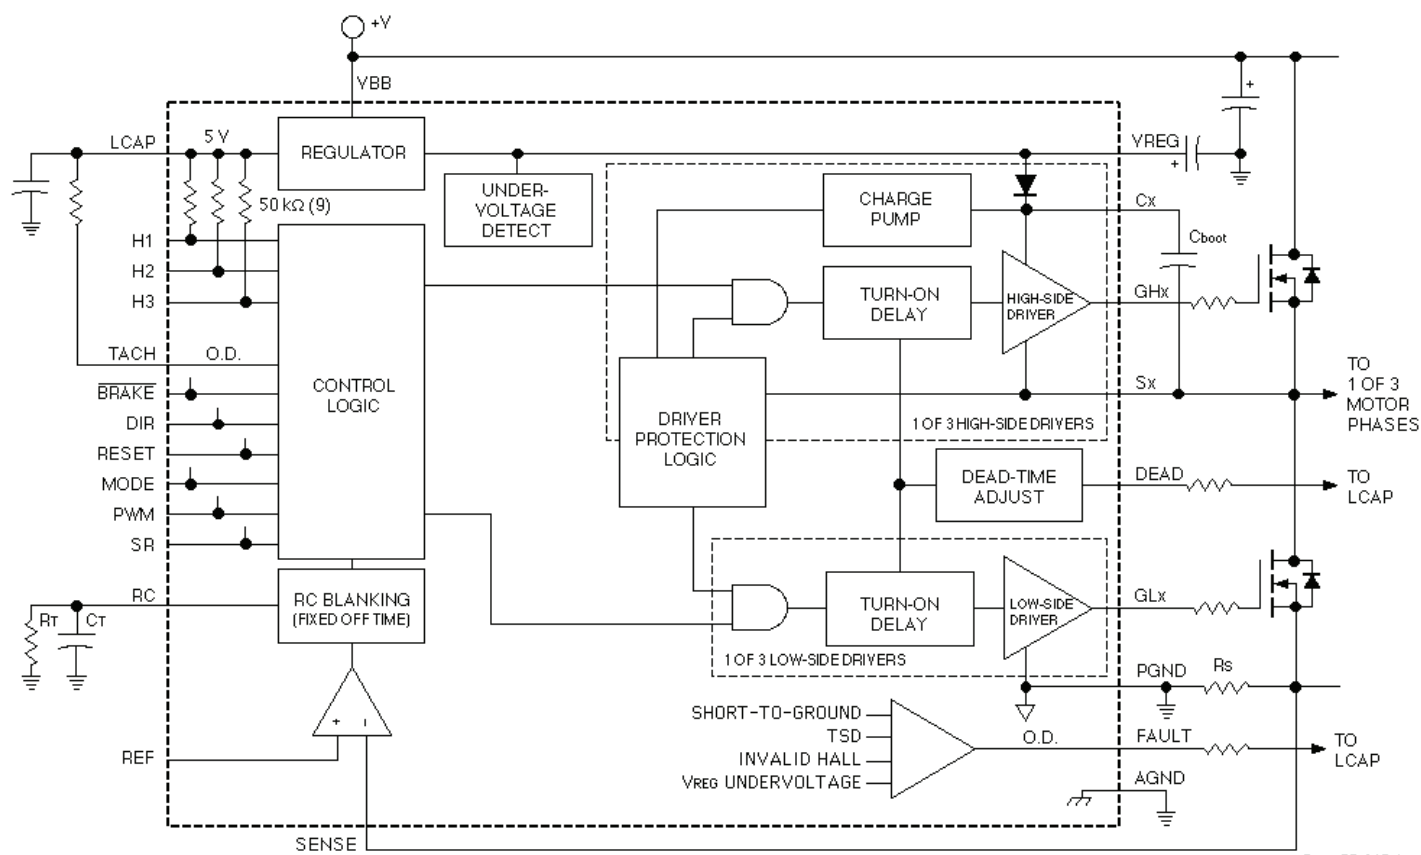 +V
VBB
LCAP
5 V
REGULATOR
VREG
+
+
50 kΩ (9)
UNDER-
VOLTAGE
DETECT
CHARGE
PUMP
Cx
Cboot
H1
H2
H3
TURN-ON
DELAY
HIGH-SIDE
DRIVER
GHx
TACH
O.D.
CONTROL
LOGIC
BRAKE
DIR
RESET
MODE
PWM
SR
DRIVER
PROTECTION
LOGIC
Sx
TO
1 OF 3
MOTOR
PHASES
1 OF 3 HIGH-SIDE DRIVERS
DEAD-TIME
ADJUST
DEAD
TO
LCAP
RC
RT
CT
RC BLANKING
(FIXED OFF TIME)
TURN-ON
DELAY
LOW-SIDE
DRIVER
GLx
1 OF 3 LOW-SIDE DRIVERS
PGND
RS
+
–
REF
SHORT-TO-GROUND
TSD
INVALID HALL
VREG UNDERVOLTAGE
O.D.
FAULT
TO
LCAP
AGND
SENSE